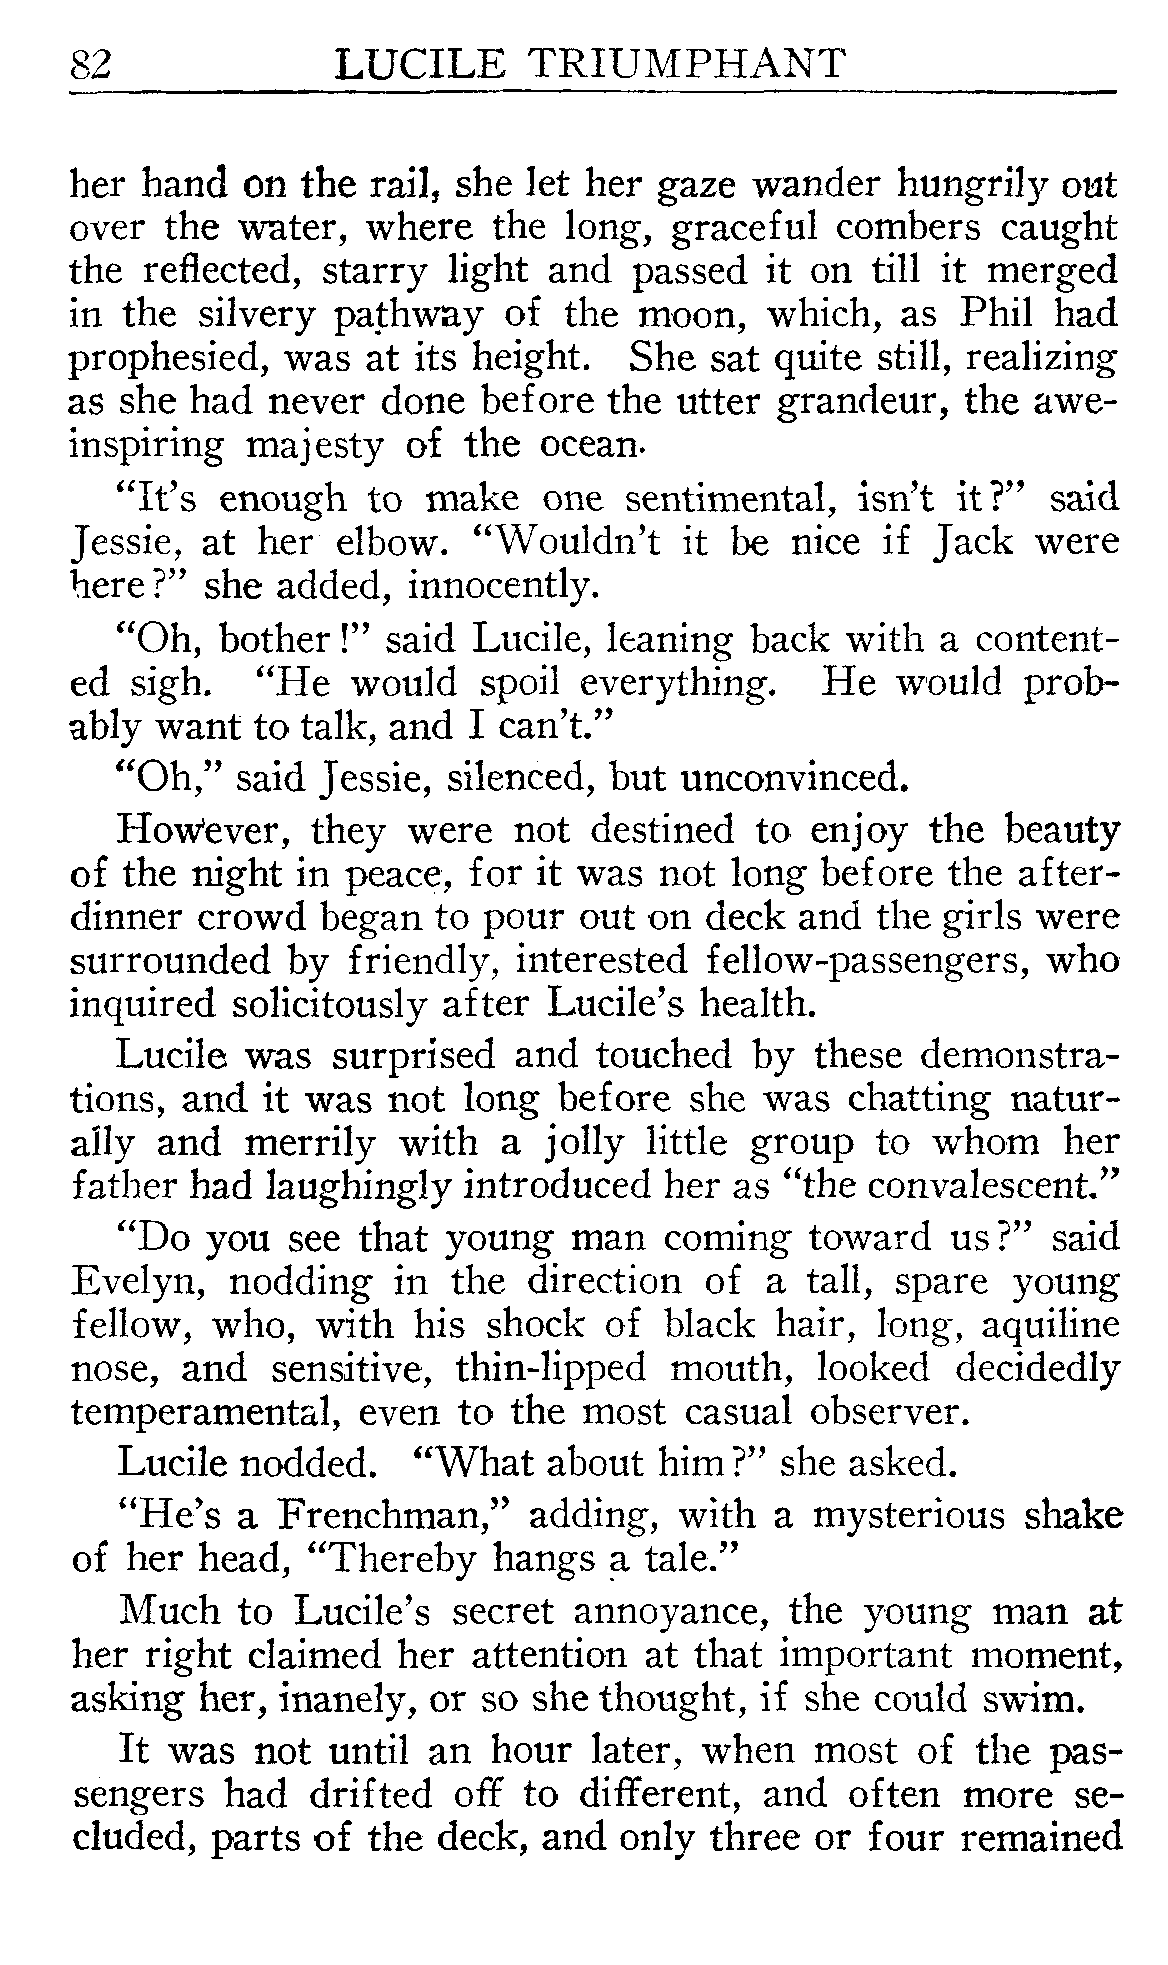 82 LUCILE TRIUMPHANT
her hand on the rail, she let her gaze wander hungrily out
over the water, where the long, graceful combers caught
the reflected, starry light and passed it on till it merged
in the silvery pathway of the moon, which, as Phil had
prophesied, was at its height. She sat quite still, realizing
as she had never done before the utter grandeur, the awe-
inspiring majesty of the ocean.
“It’s enough to make one sentimental, isn’t it?” said
Jessie, at her elbow. “Wouldn’t it be nice if Jack were
here?” she added, innocently.
“Oh, bother!” said Lucile, leaning back with a content-
ed sigh. “He would spoil everything. He would prob-
ably want to talk, and I can’t.”
“Oh,” said Jessie, silenced, but unconvinced.
However, they were not destined to enjoy the beauty
of the night in peace, for it was not long before the after-
dinner crowd began to pour out on deck and the girls were
surrounded by friendly, interested fellow-passengers, who
inquired solicitously after Lucile’s health.
Lucile was surprised and touched by these demonstra-
tions, and it was not long before she was chatting natur-
ally and merrily with a jolly little group to whom her
father had laughingly introduced her as “the convalescent.”
“Do you see that young man coming toward us?” said
Evelyn, nodding in the direction of a tall, spare young
fellow, who, with his shock of black hair, long, aquiline
nose, and sensitive, thin-lipped mouth, looked decidedly
temperamental, even to the most casual observer.
Lucile nodded. “What about him?” she asked.
“He’s a Frenchman,” adding, with a mysterious shake
of her head, “Thereby hangs a tale.”
Much to Lucile’s secret annoyance, the young man at
her right claimed her attention at that important moment,
asking her, inanely, or so she thought, if she could swim.
It was not until an hour later, when most of the pas-
sengers had drifted off to different, and often more se-
cluded, parts of the deck, and only three or four remained